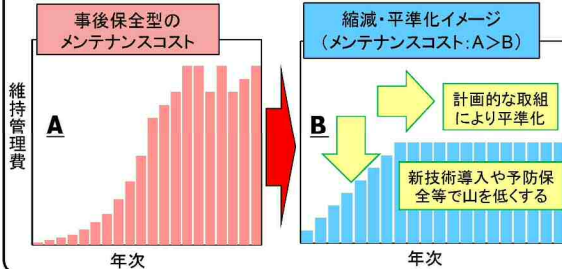 事後保全型の
メンテナンスコスト
維持管理費
A
年次
縮減・平準化イメージ
(メンテナンスコスト:A>B)
B
計画的な取組
により平準化
新技術導入や予防保
全等で山を低くする
年次